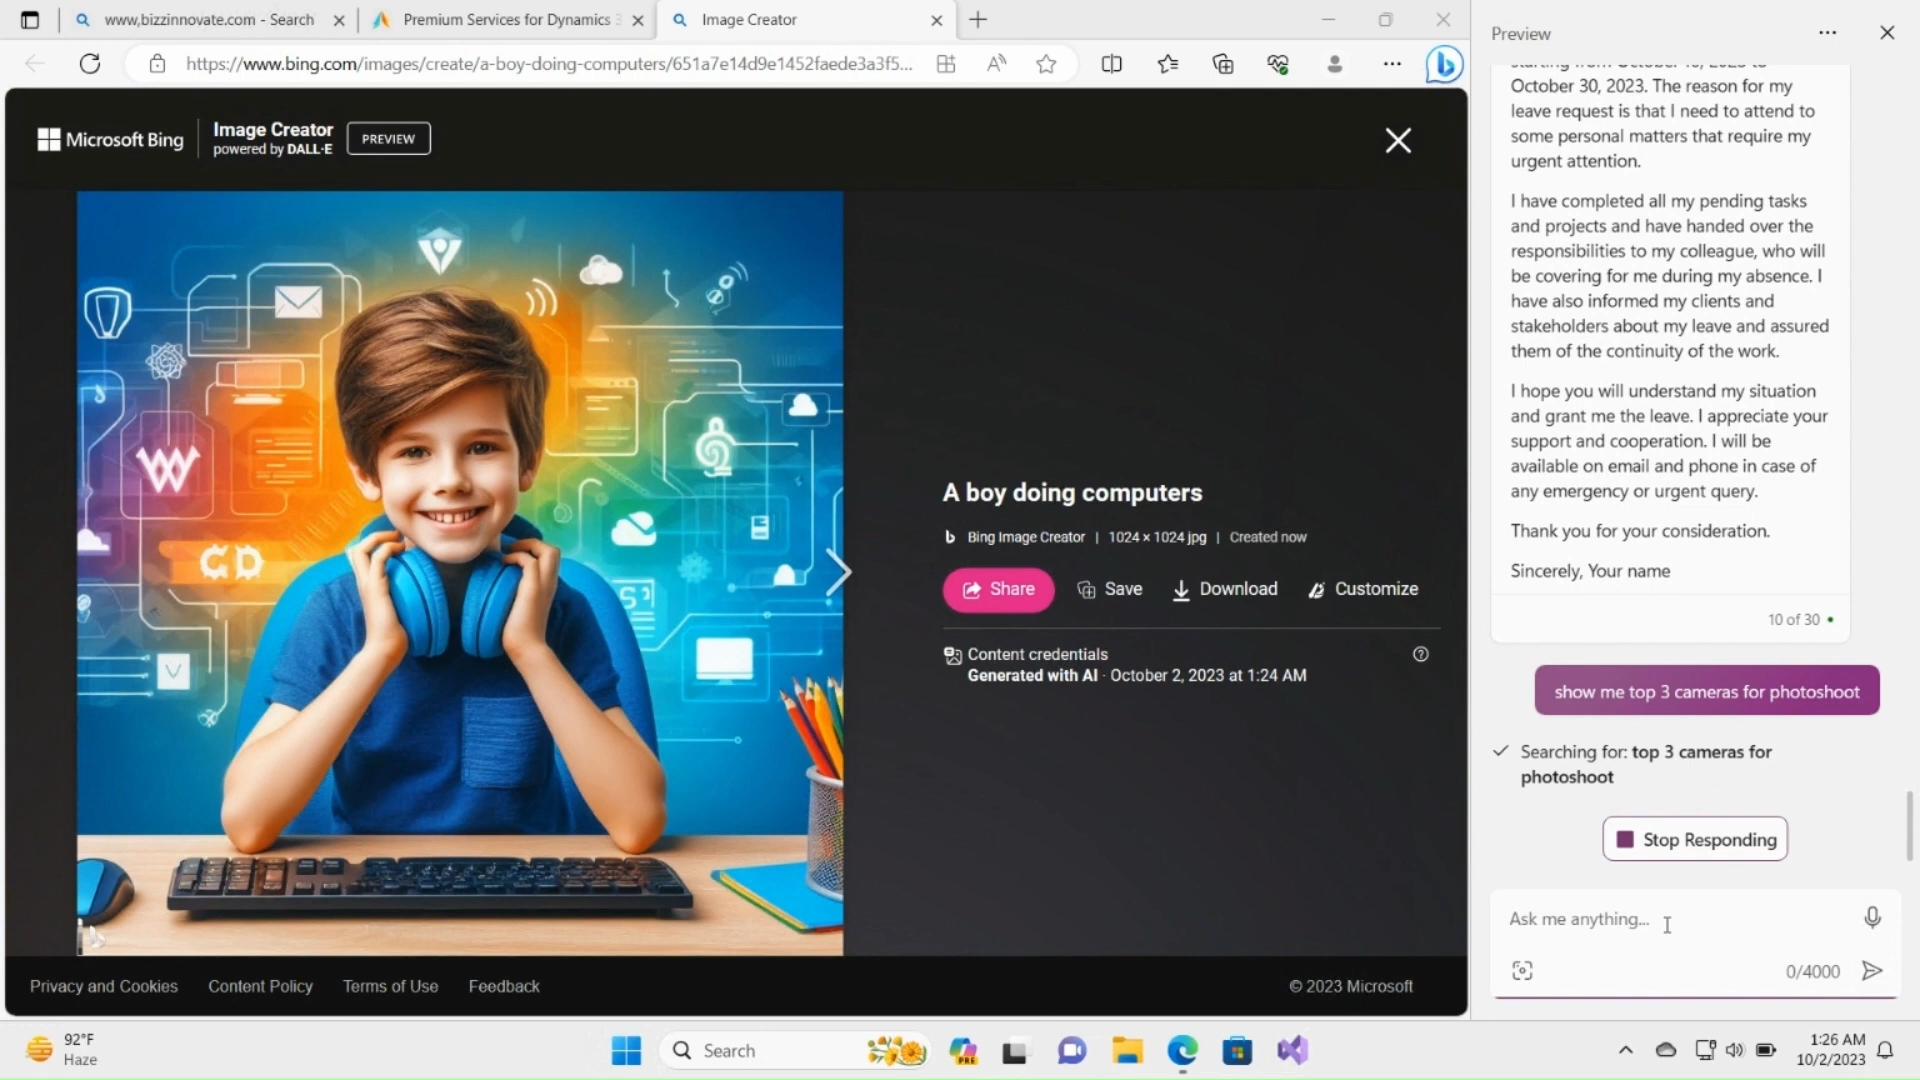 www,bizzinnovate.com - Search
Premium Services for Dynamics 3
Image Creator
https://www.bing.com/images/create/a-boy-doing-computers/651a7e14d9e1452faede3a3f5...
Microsoft Bing
Image Creator
powered by DALL·E
PREVIEW
A boy doing computers
Bing Image Creator | 1024 × 1024 jpg | Created now
Share
Save
Download
Customize
Content credentials
Generated with AI · October 2, 2023 at 1:24 AM
Privacy and Cookies
Content Policy
Terms of Use
Feedback
© 2023 Microsoft
Preview
October 30, 2023. The reason for my
leave request is that I need to attend to
some personal matters that require my
urgent attention.
I have completed all my pending tasks
and projects and have handed over the
responsibilities to my colleague, who will
be covering for me during my absence. I
have also informed my clients and
stakeholders about my leave and assured
them of the continuity of the work.
I hope you will understand my situation
and grant me the leave. I appreciate your
support and cooperation. I will be
available on email and phone in case of
any emergency or urgent query.
Thank you for your consideration.
Sincerely, Your name
10 of 30
show me top 3 cameras for photoshoot
Searching for: top 3 cameras for
photoshoot
Stop Responding
Ask me anything...
0/4000
92°F
Haze
Search
PRE
1:26 AM
10/2/2023